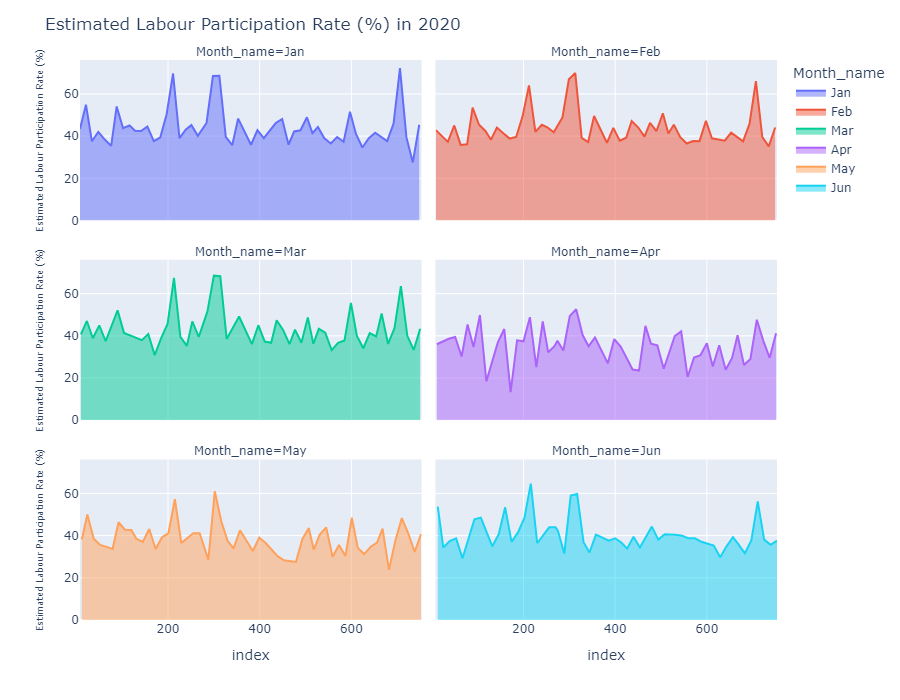 Estimated Labour Participation Rate (%) in 2020
Month_name=Jan
Month_name=Feb
Estimated Labour Participation Rate (%)
60
40
20
0
Month_name
Jan
Feb
Mar
Apr
May
Jun
Month_name=Mar
Month_name=Apr
Estimated Labour Participation Rate (%)
60
40
20
0
Month_name=May
Month_name=Jun
Estimated Labour Participation Rate (%)
60
40
20
0
200 400 600
200 400 600
index
index